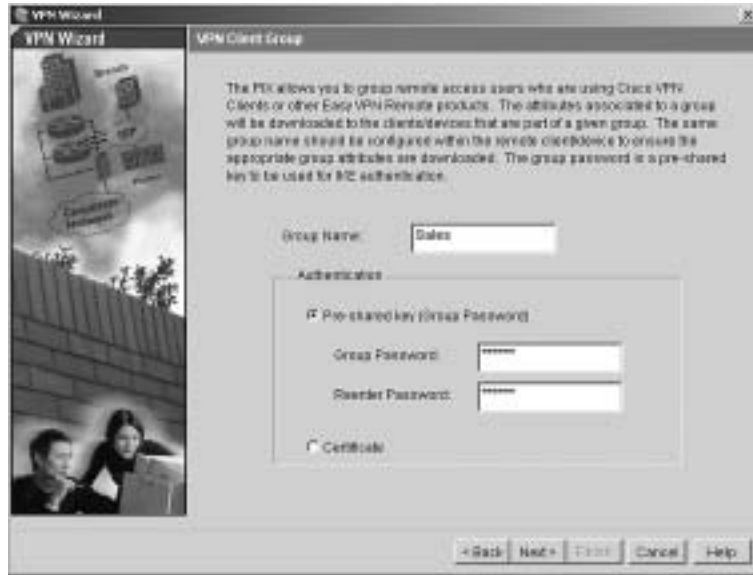 VPN Wizard
VPN Wizard
VPN Client Group
The PIX allows you to group remote access users who are using Cisco VPN
Clients or other Easy VPN Remote products. The attributes associated to a group
will be downloaded to the clients/devices that are part of a given group. The same
group name should be configured within the remote client/device to ensure the
appropriate group attributes are downloaded. The group password is a pre-shared
key to be used for IKE authentication.
Group Name:
Sales
Authentication
Pre-shared key (Group Password)
Group Password:
*******
Reenter Password:
*******
Certificate
< Back
Next >
Finish
Cancel
Help